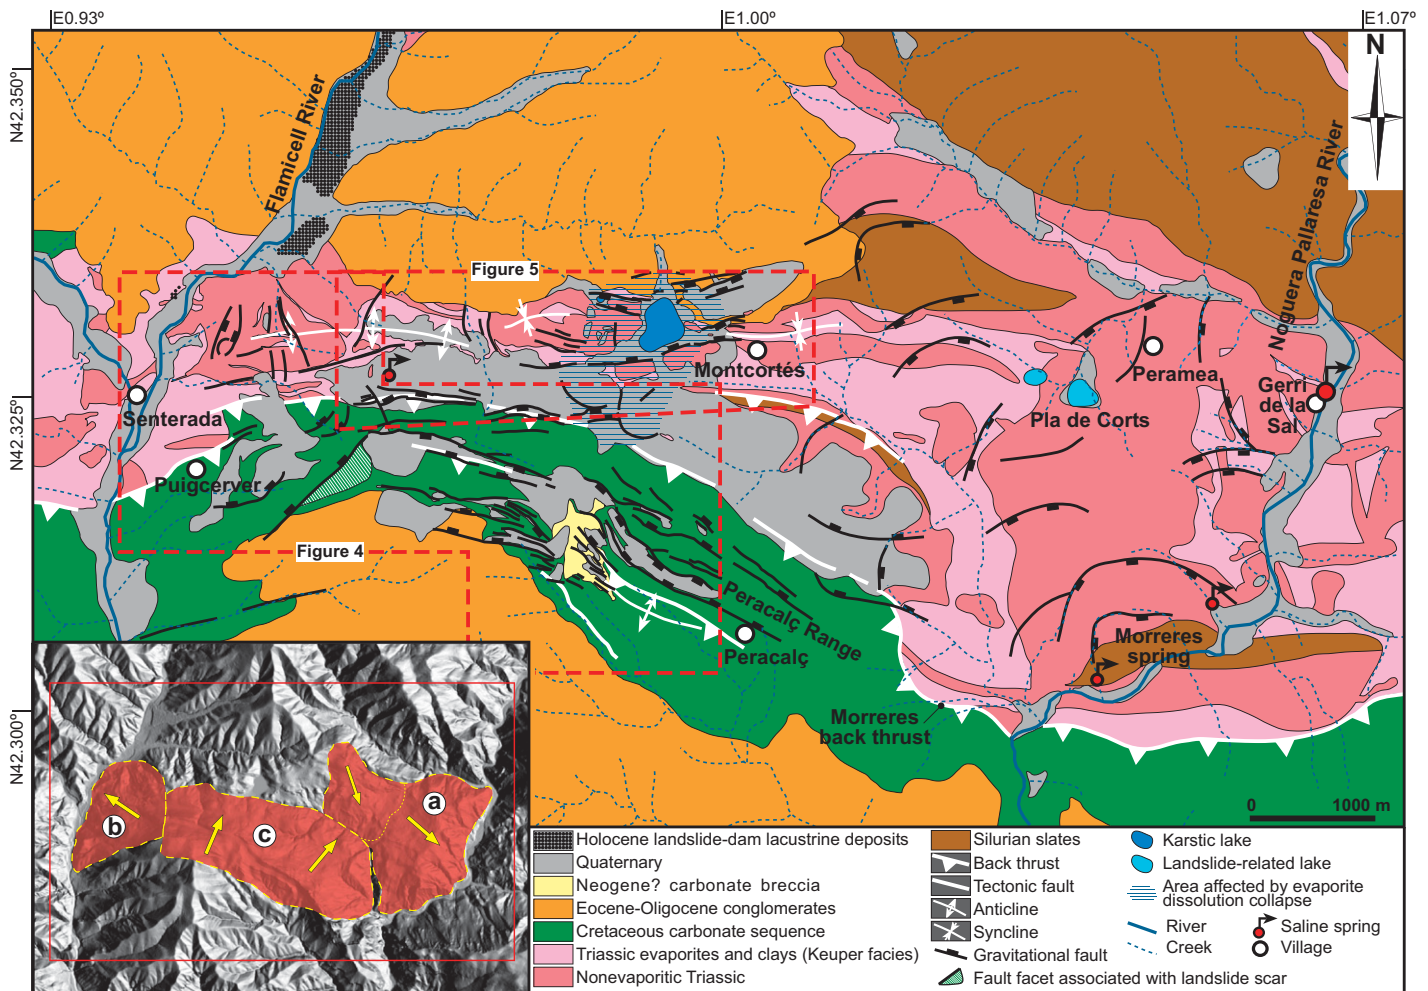 E0.93º
E1.00º
E1.07º
N42.350º
N42.325º
N42.300º
N
Flamicell River
Noguera Pallaresa River
Figure 5
Montcortés
Senterada
Puigcerver
Figure 4
Peramea
Pla de Corts
Gerri
de la
Sal
Peracalç Range
Peracalç
Morreres
spring
Morreres
back thrust
0 1000 m
a
b
c
Holocene landslide-dam lacustrine deposits
Quaternary
Neogene? carbonate breccia
Eocene-Oligocene conglomerates
Cretaceous carbonate sequence
Triassic evaporites and clays (Keuper facies)
Nonevaporitic Triassic
Silurian slates
Back thrust
Tectonic fault
Anticline
Syncline
Gravitational fault
Fault facet associated with landslide scar
Karstic lake
Landslide-related lake
Area affected by evaporite
dissolution collapse
River
Creek
Saline spring
Village